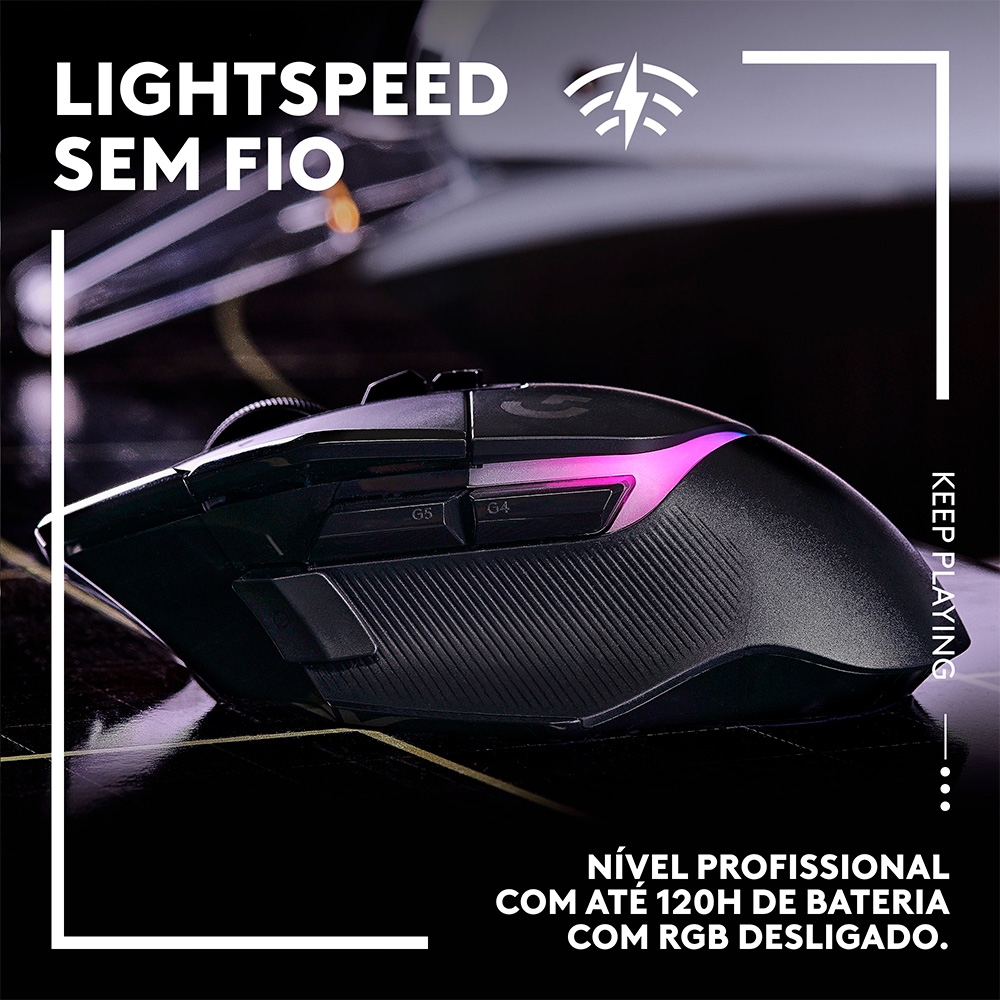 LIGHTSPEED
SEM FIO
G5
G4
KEEP PLAYING
NÍVEL PROFISSIONAL
COM ATÉ 120H DE BATERIA
COM RGB DESLIGADO.